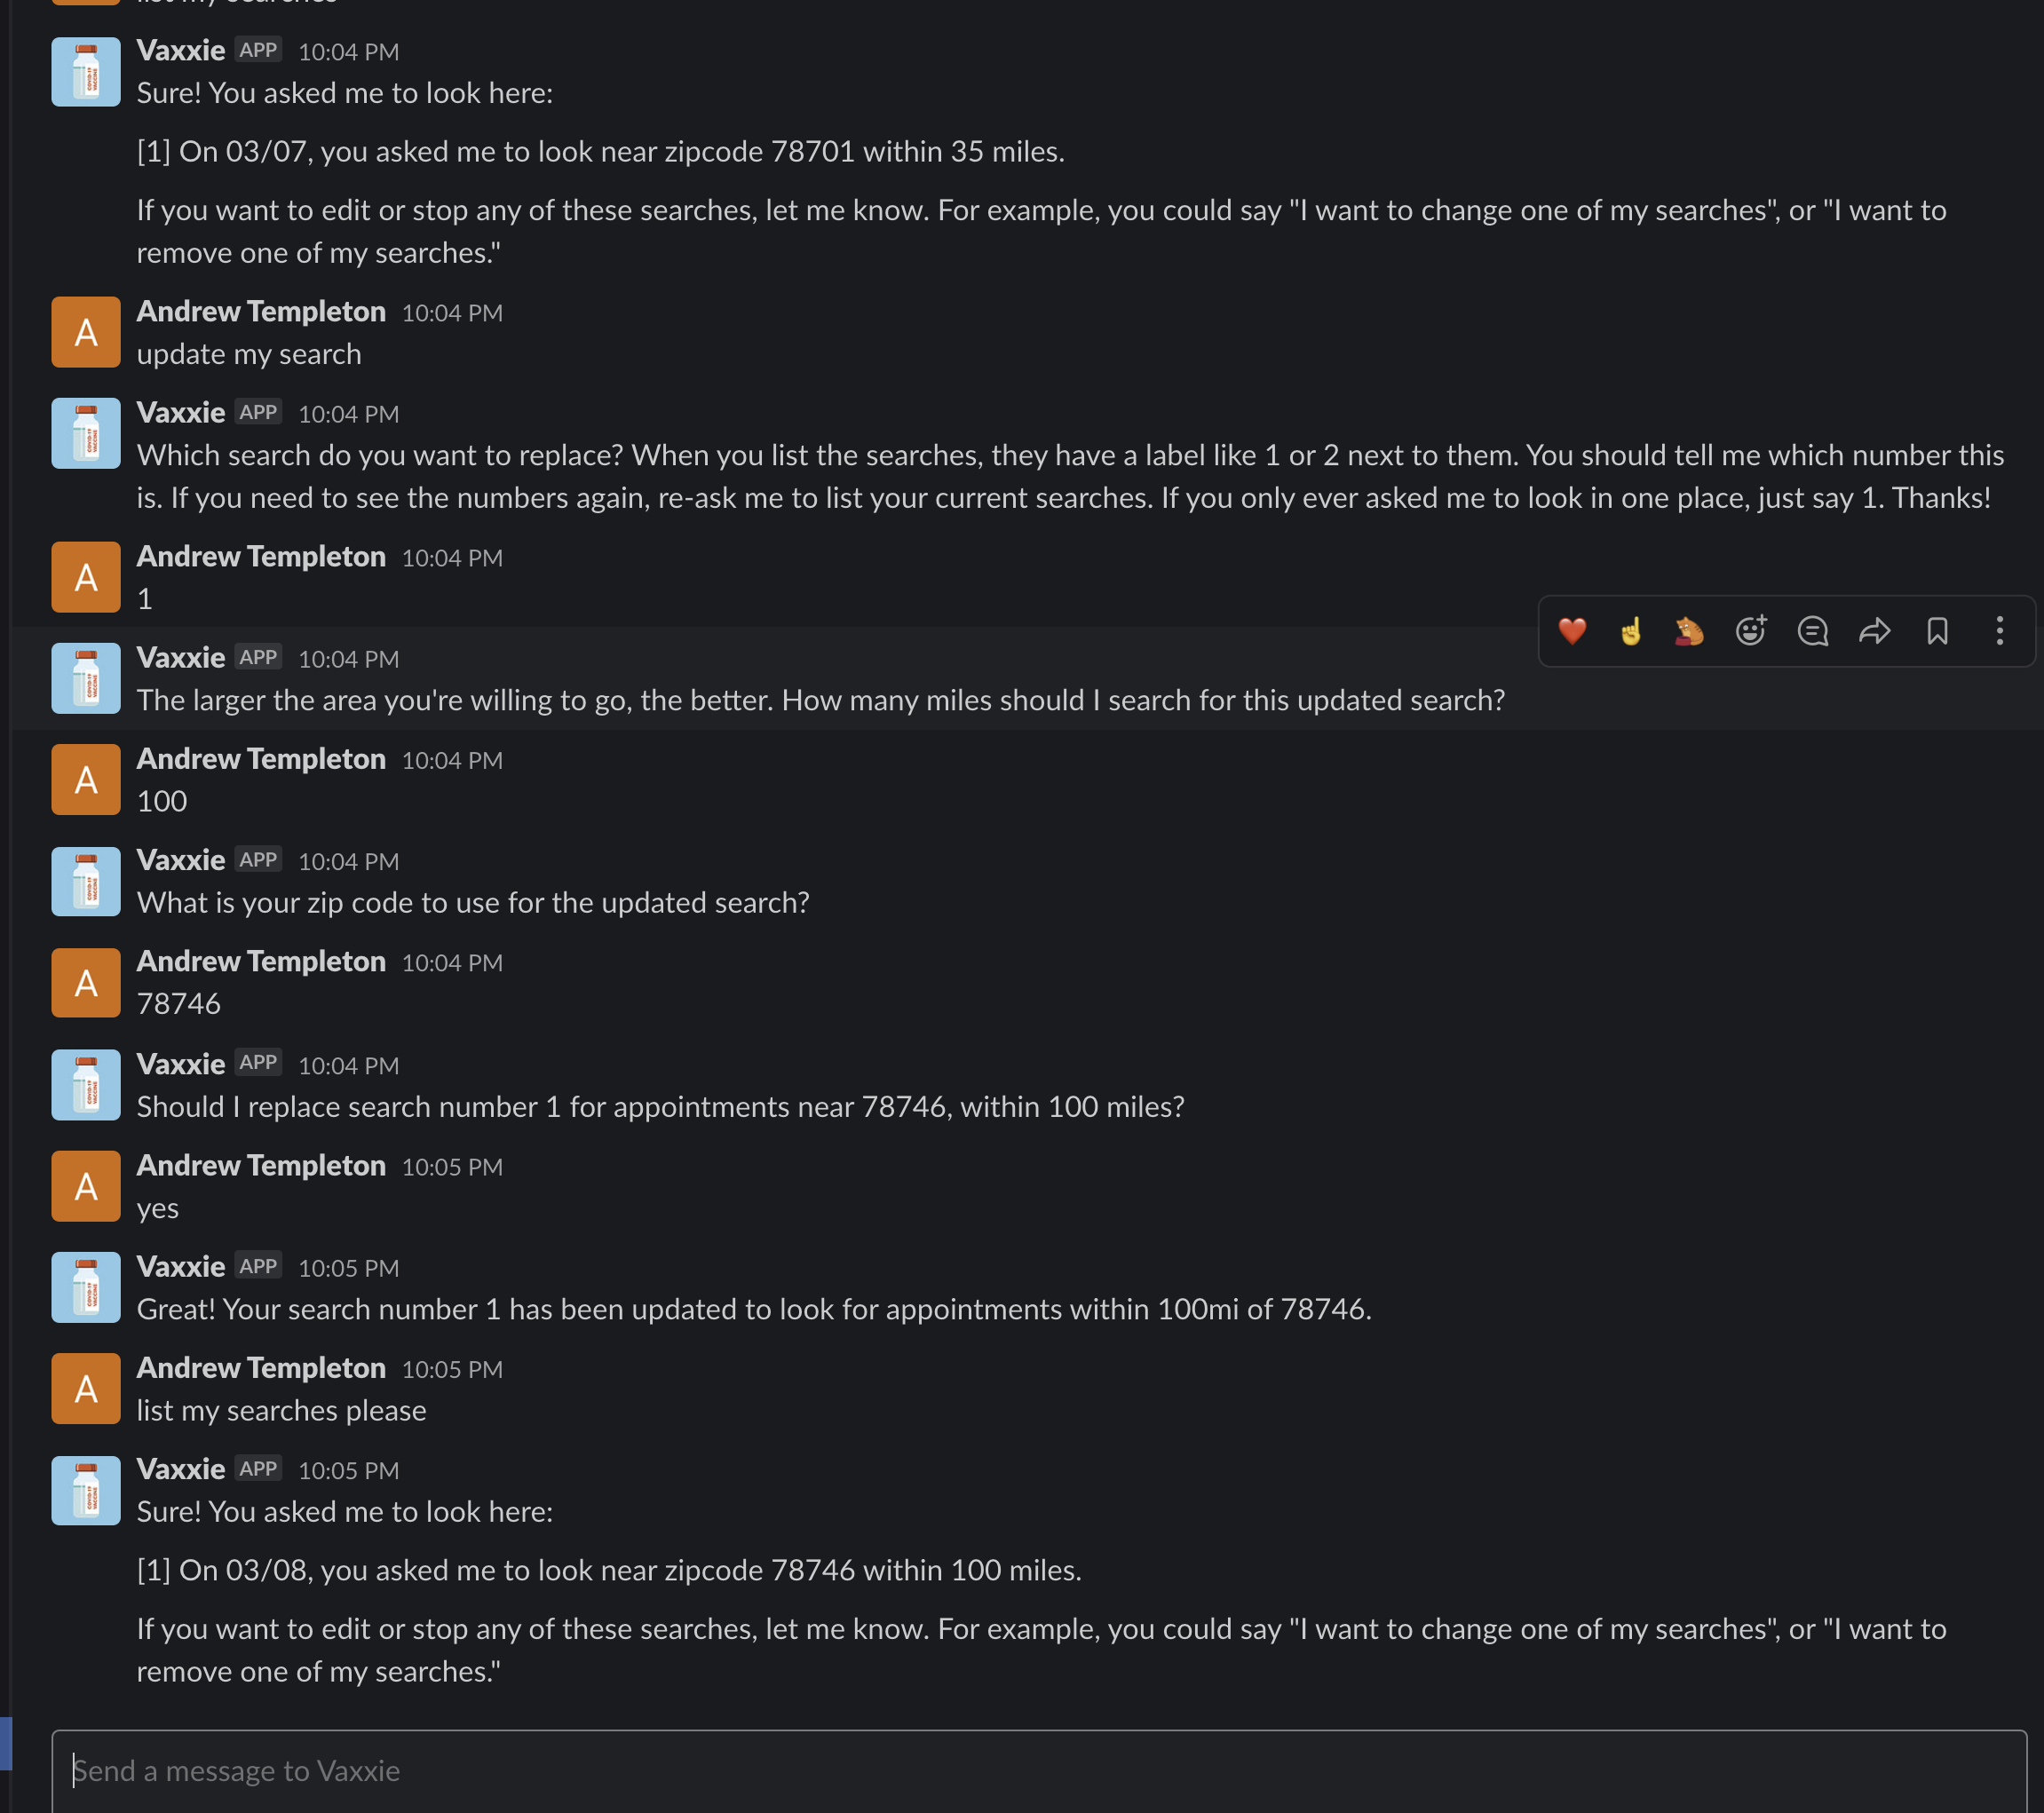 list my searches
Vaxxie APP 10:04 PM
Sure! You asked me to look here:
[1] On 03/07, you asked me to look near zipcode 78701 within 35 miles.
If you want to edit or stop any of these searches, let me know. For example, you could say "I want to change one of my searches", or "I want to
remove one of my searches."
A
Andrew Templeton 10:04 PM
update my search
Vaxxie APP 10:04 PM
Which search do you want to replace? When you list the searches, they have a label like 1 or 2 next to them. You should tell me which number this
is. If you need to see the numbers again, re-ask me to list your current searches. If you only ever asked me to look in one place, just say 1. Thanks!
A
Andrew Templeton 10:04 PM
1
Vaxxie APP 10:04 PM
The larger the area you're willing to go, the better. How many miles should I search for this updated search?
A
Andrew Templeton 10:04 PM
100
Vaxxie APP 10:04 PM
What is your zip code to use for the updated search?
A
Andrew Templeton 10:04 PM
78746
Vaxxie APP 10:04 PM
Should I replace search number 1 for appointments near 78746, within 100 miles?
A
Andrew Templeton 10:05 PM
yes
Vaxxie APP 10:05 PM
Great! Your search number 1 has been updated to look for appointments within 100mi of 78746.
A
Andrew Templeton 10:05 PM
list my searches please
Vaxxie APP 10:05 PM
Sure! You asked me to look here:
[1] On 03/08, you asked me to look near zipcode 78746 within 100 miles.
If you want to edit or stop any of these searches, let me know. For example, you could say "I want to change one of my searches", or "I want to
remove one of my searches."
Send a message to Vaxxie